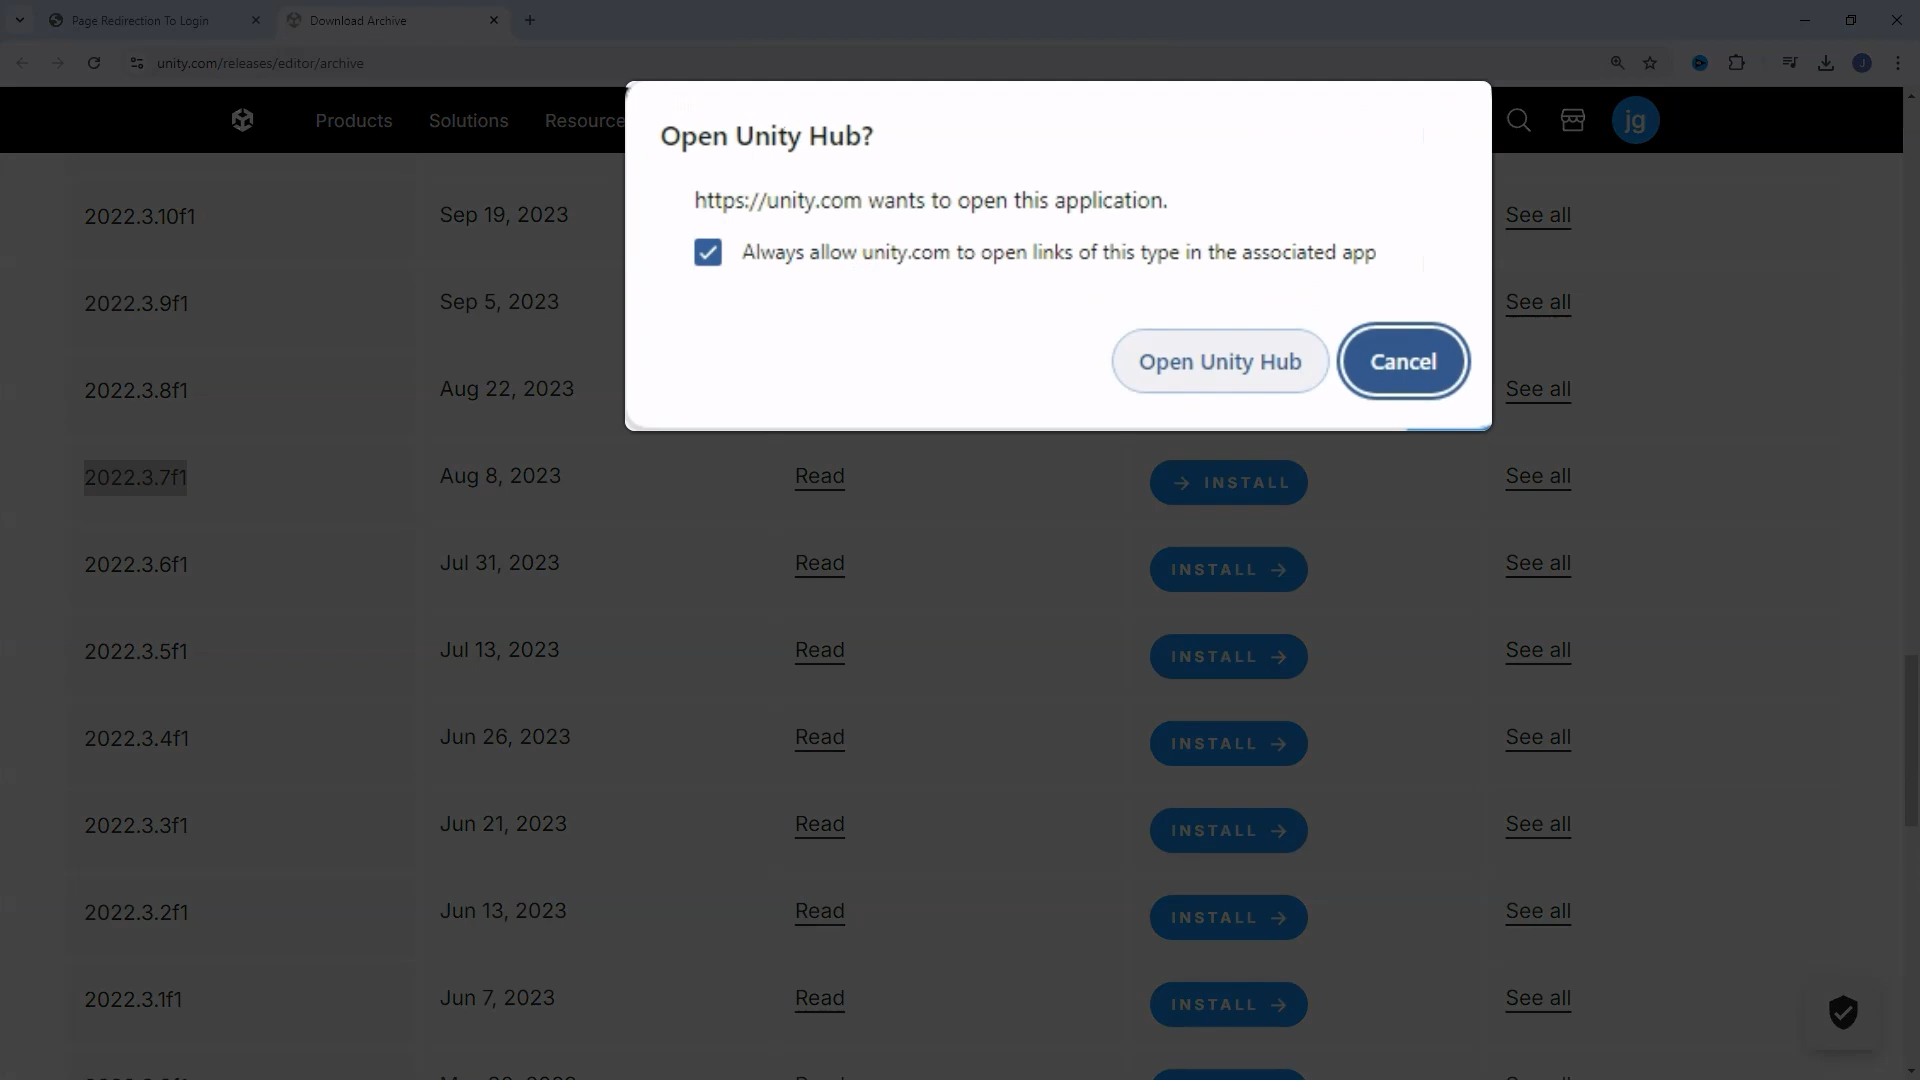 Page Redirection To Login
Download Archive
unity.com/releases/editor/archive
J
Products
Solutions
Resource
jg
Open Unity Hub?
https://unity.com wants to open this application.
Always allow unity.com to open links of this type in the associated app
Open Unity Hub
Cancel
2022.3.10f1 Sep 19, 2023 See all
2022.3.9f1 Sep 5, 2023 See all
2022.3.8f1 Aug 22, 2023 See all
2022.3.7f1 Aug 8, 2023 Read → INSTALL See all
2022.3.6f1 Jul 31, 2023 Read INSTALL → See all
2022.3.5f1 Jul 13, 2023 Read INSTALL → See all
2022.3.4f1 Jun 26, 2023 Read INSTALL → See all
2022.3.3f1 Jun 21, 2023 Read INSTALL → See all
2022.3.2f1 Jun 13, 2023 Read INSTALL → See all
2022.3.1f1 Jun 7, 2023 Read INSTALL → See all